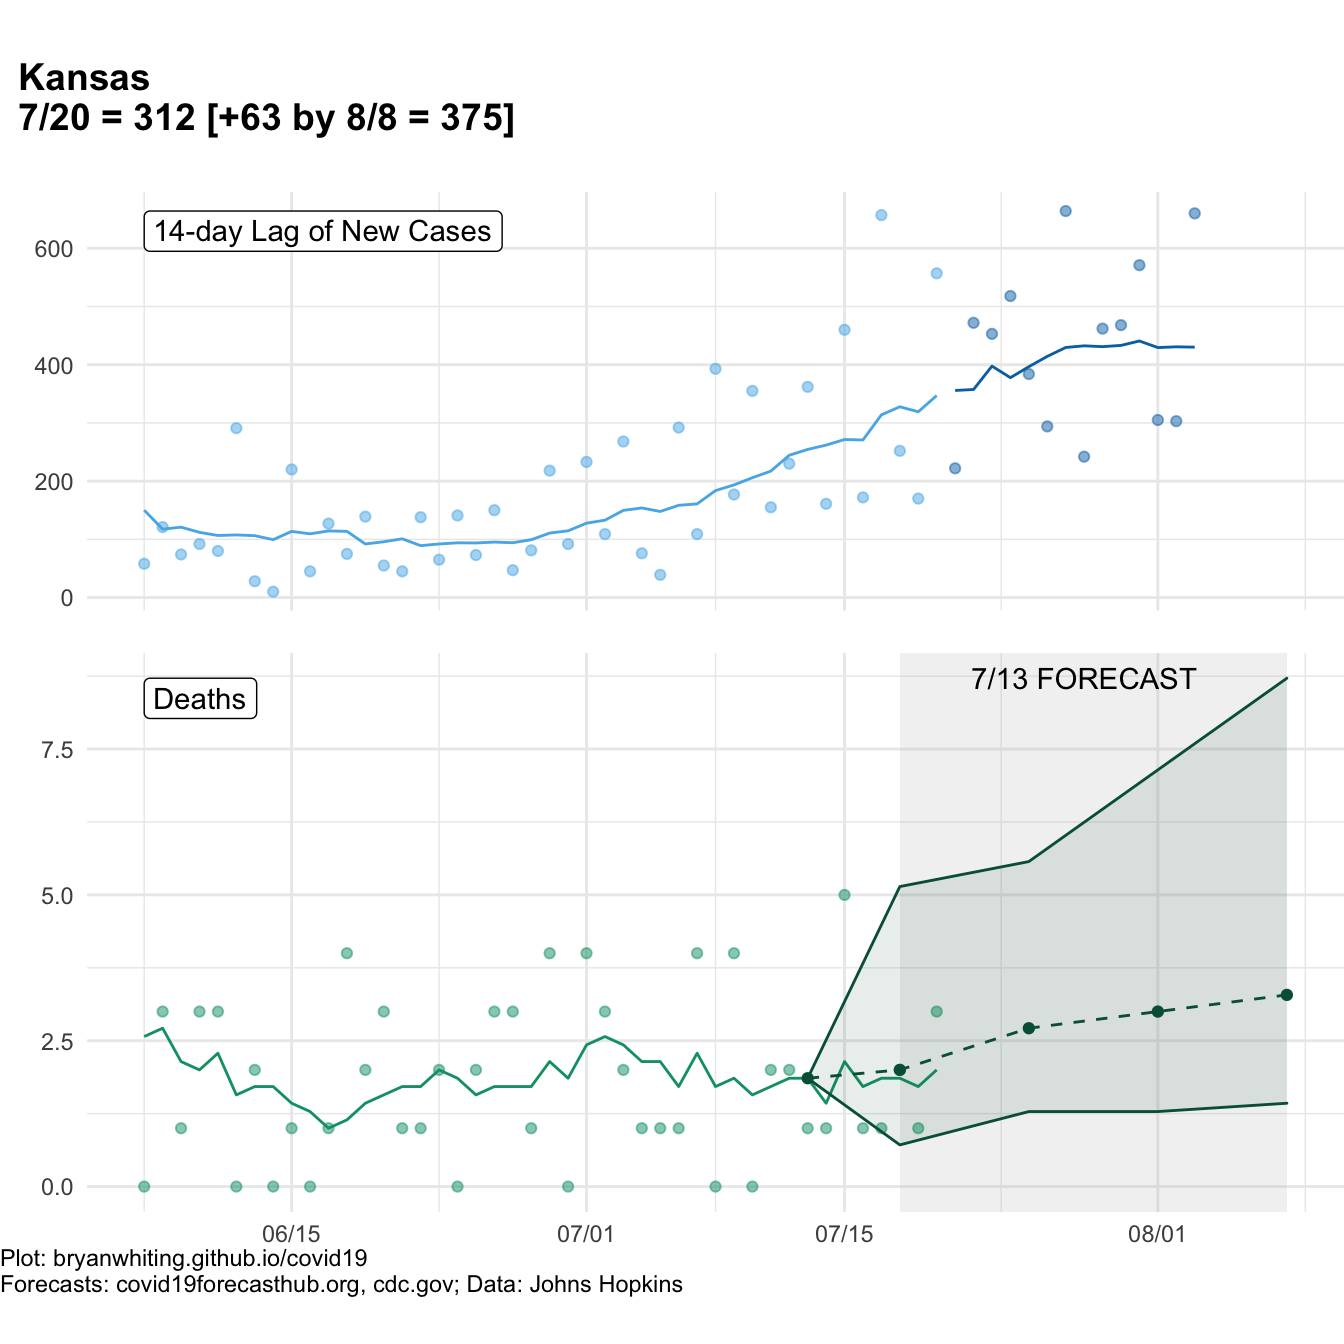 Kansas
7/20 = 312 [+63 by 8/8 = 375]
14-day Lag of New Cases
600
400
200
0
7/13 FORECAST
Deaths
7.5
5.0
2.5
0.0
06/15 07/01 07/15 08/01
Plot: bryanwhiting.github.io/covid19
Forecasts: covid19forecasthub.org, cdc.gov; Data: Johns Hopkins